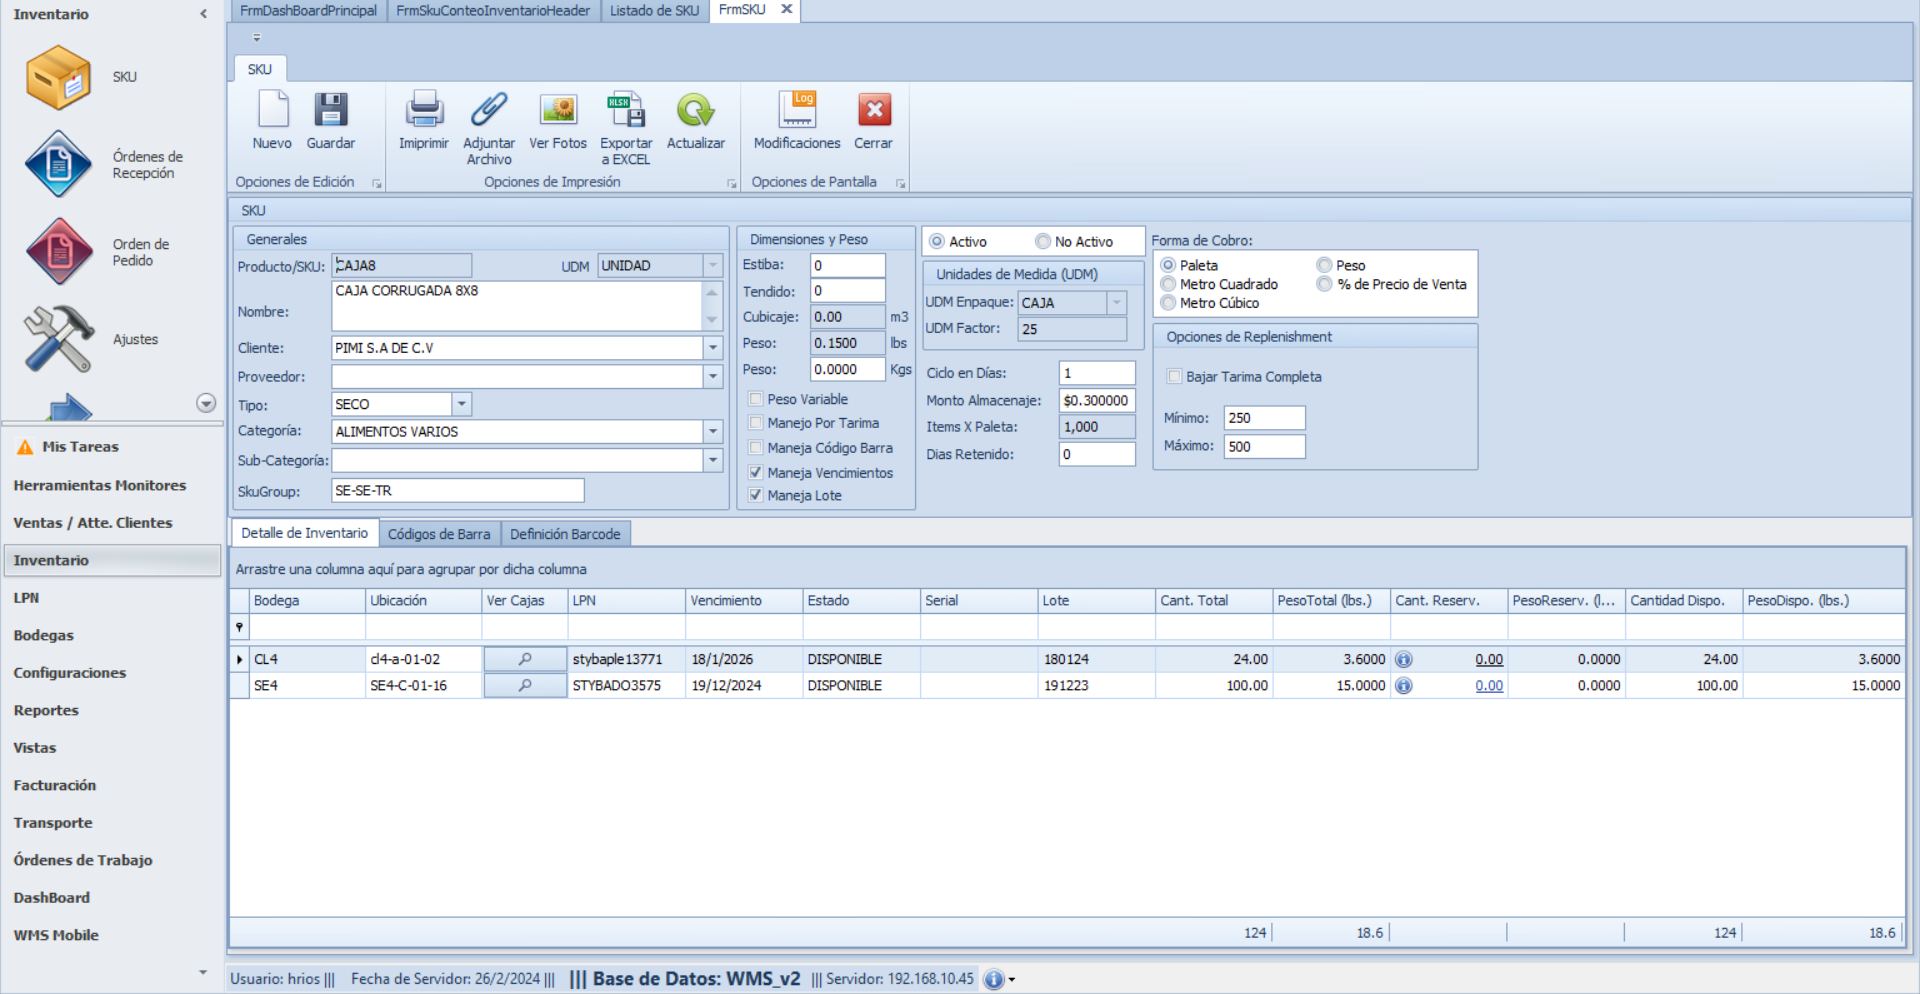 Inventario
SKU
Órdenes de Recepción
Orden de Pedido
Ajustes
Mis Tareas
Herramientas Monitores
Ventas / Atte. Clientes
Inventario
LPN
Bodegas
Configuraciones
Reportes
Vistas
Facturación
Transporte
Órdenes de Trabajo
DashBoard
WMS Mobile
FrmDashBoardPrincipal FrmSkuConteoInventarioHeader Listado de SKU FrmSKU
SKU
Nuevo Guardar
Opciones de Edición
Imiprimir Adjuntar Archivo Ver Fotos Exportar a EXCEL Actualizar
Opciones de Impresión
Log
XLSX
Modificaciones Cerrar
Opciones de Pantalla
SKU
Generales
Producto/SKU: CAJA8 UDM UNIDAD
Nombre: CAJA CORRUGADA 8X8
Cliente: PIMI S.A DE C.V
Proveedor:
Tipo: SECO
Categoría: ALIMENTOS VARIOS
Sub-Categoría:
SkuGroup: SE-SE-TR
Dimensiones y Peso
Estiba: 0
Tendido: 0
Cubicaje: 0.00 m3
Peso: 0.1500 lbs
Peso: 0.0000 Kgs
Peso Variable
Manejo Por Tarima
Maneja Código Barra
Maneja Vencimientos
Maneja Lote
Activo No Activo
Unidades de Medida (UDM)
UDM Enpaque: CAJA
UDM Factor: 25
Ciclo en Días: 1
Monto Almacenaje: $0.300000
Items X Paleta: 1,000
Dias Retenido: 0
Forma de Cobro:
Paleta Peso
Metro Cuadrado % de Precio de Venta
Metro Cúbico
Opciones de Replenishment
Bajar Tarima Completa
Mínimo: 250
Máximo: 500
Detalle de Inventario Códigos de Barra Definición Barcode
Arrastre una columna aquí para agrupar por dicha columna
Bodega Ubicación Ver Cajas LPN Vencimiento Estado Serial Lote Cant. Total PesoTotal (lbs.) Cant. Reserv. PesoReserv. (l... Cantidad Dispo. PesoDispo. (lbs.)
CL4 cl4-a-01-02 stybaple13771 18/1/2026 DISPONIBLE 180124 24.00 3.6000 0.00 0.0000 24.00 3.6000
SE4 SE4-C-01-16 STYBADO3575 19/12/2024 DISPONIBLE 191223 100.00 15.0000 0.00 0.0000 100.00 15.0000
124 18.6 124 18.6
Usuario: hrios ||| Fecha de Servidor: 26/2/2024 ||| ||| Base de Datos: WMS_v2 ||| Servidor: 192.168.10.45